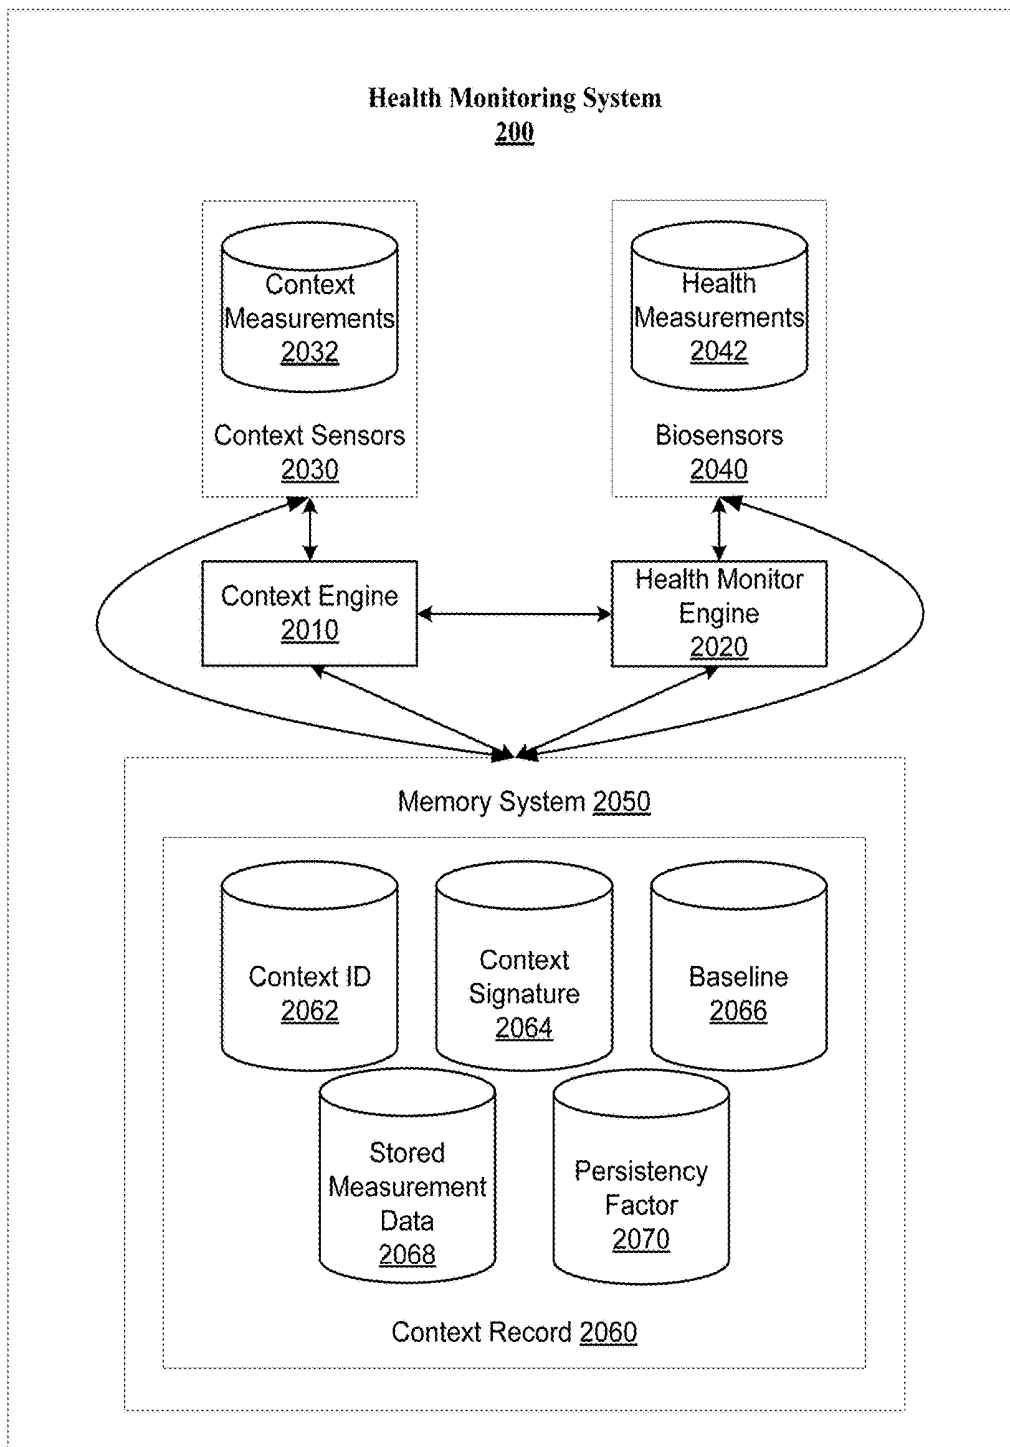 Health Monitoring System
200
Context
Measurements
2032
Context Sensors
2030
Health
Measurements
2042
Biosensors
2040
Context Engine
2010
Health Monitor
Engine
2020
Memory System 2050
Context ID
2062
Context
Signature
2064
Baseline
2066
Stored
Measurement
Data
2068
Persistency
Factor
2070
Context Record 2060